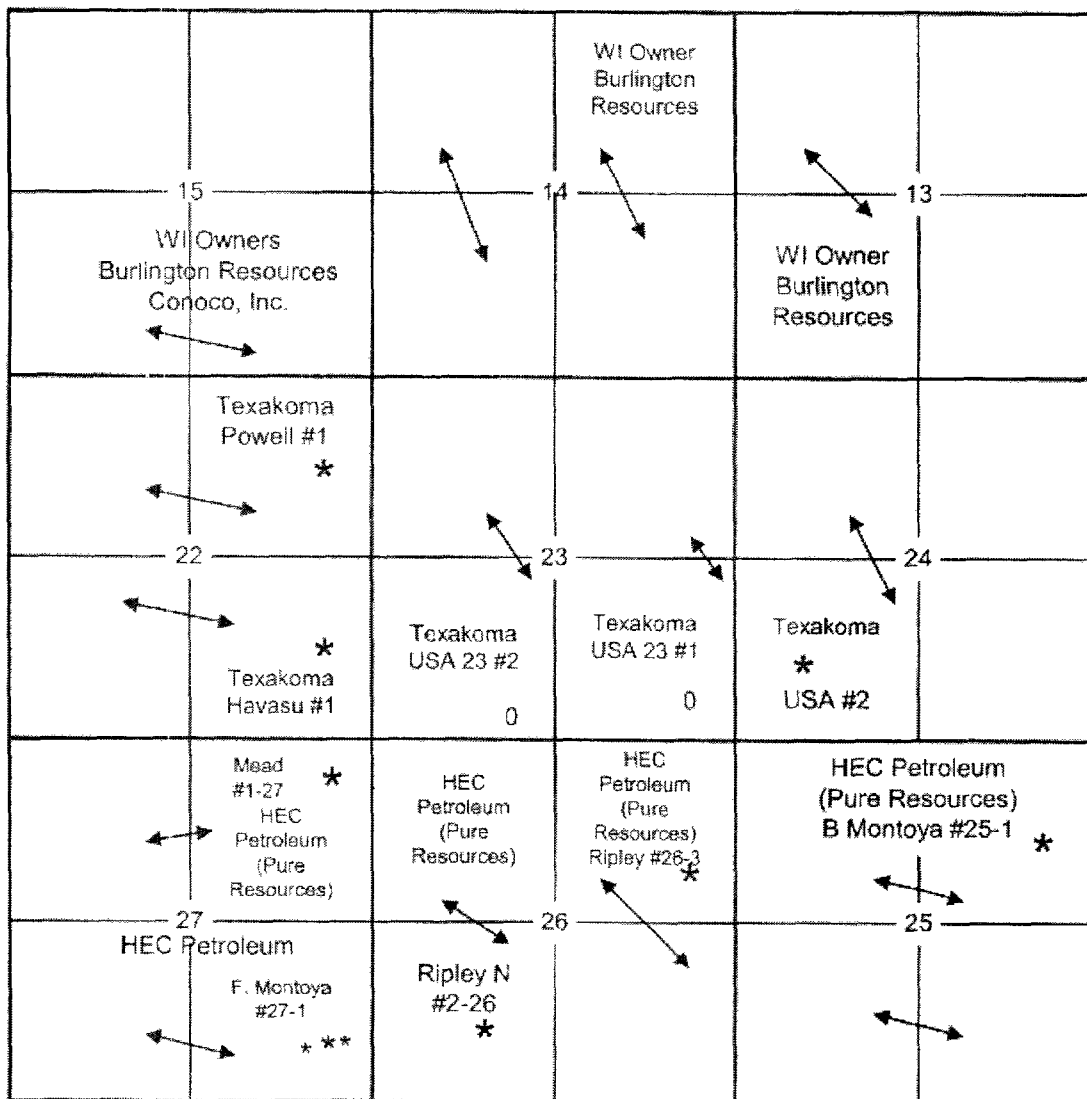 WI Owner
Burlington
Resources
15
14
13
WI Owners
Burlington Resources
Conoco, Inc.
WI Owner
Burlington
Resources
Texakoma
Powell #1
*
22
23
24
*
Texakoma
Havasu #1
Texakoma
USA 23 #2
0
Texakoma
USA 23 #1
0
Texakoma
*
USA #2
Mead
#1-27
*
HEC
Petroleum
(Pure
Resources)
HEC
Petroleum
(Pure
Resources)
HEC
Petroleum
(Pure
Resources)
Ripley #26-3
*
HEC Petroleum
(Pure Resources)
B Montoya #25-1
*
27
26
25
HEC Petroleum
F. Montoya
#27-1
* * *
Ripley N
#2-26
*